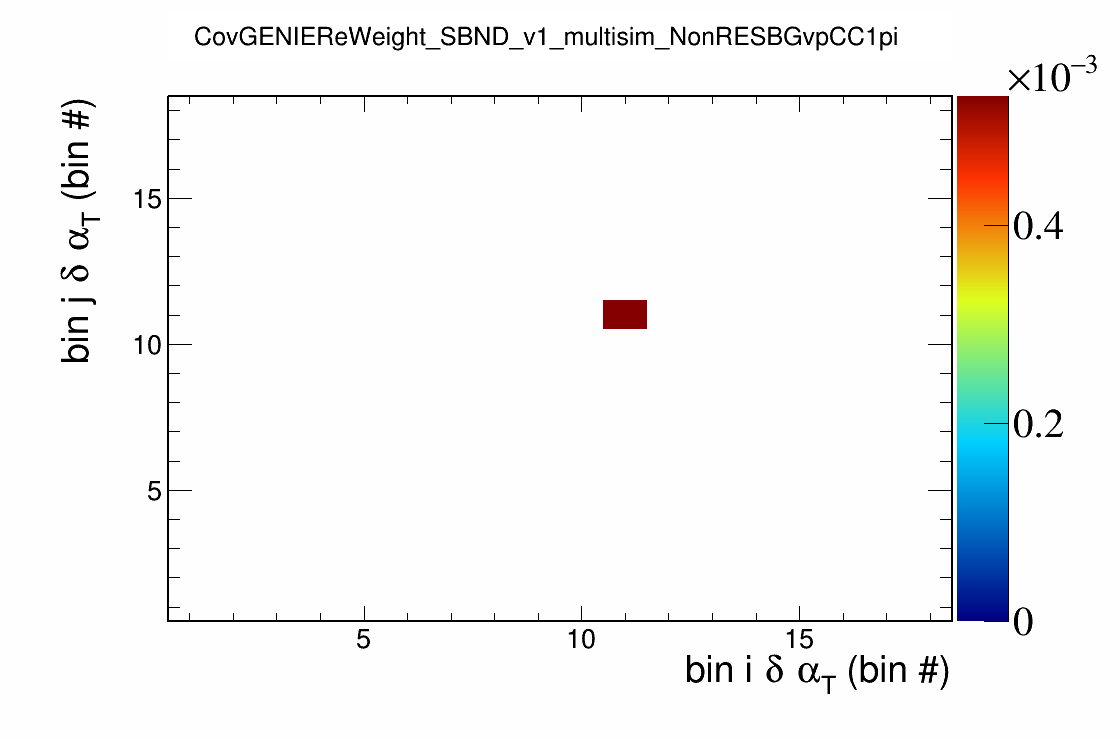 CovGENIEReWeight_SBND_v1_multisim_NonRESBGvpCC1pi
×10⁻³
bin j δ α_T (bin #)
15
10
5
0.4
0.2
0
5 10 15
bin i δ α_T (bin #)